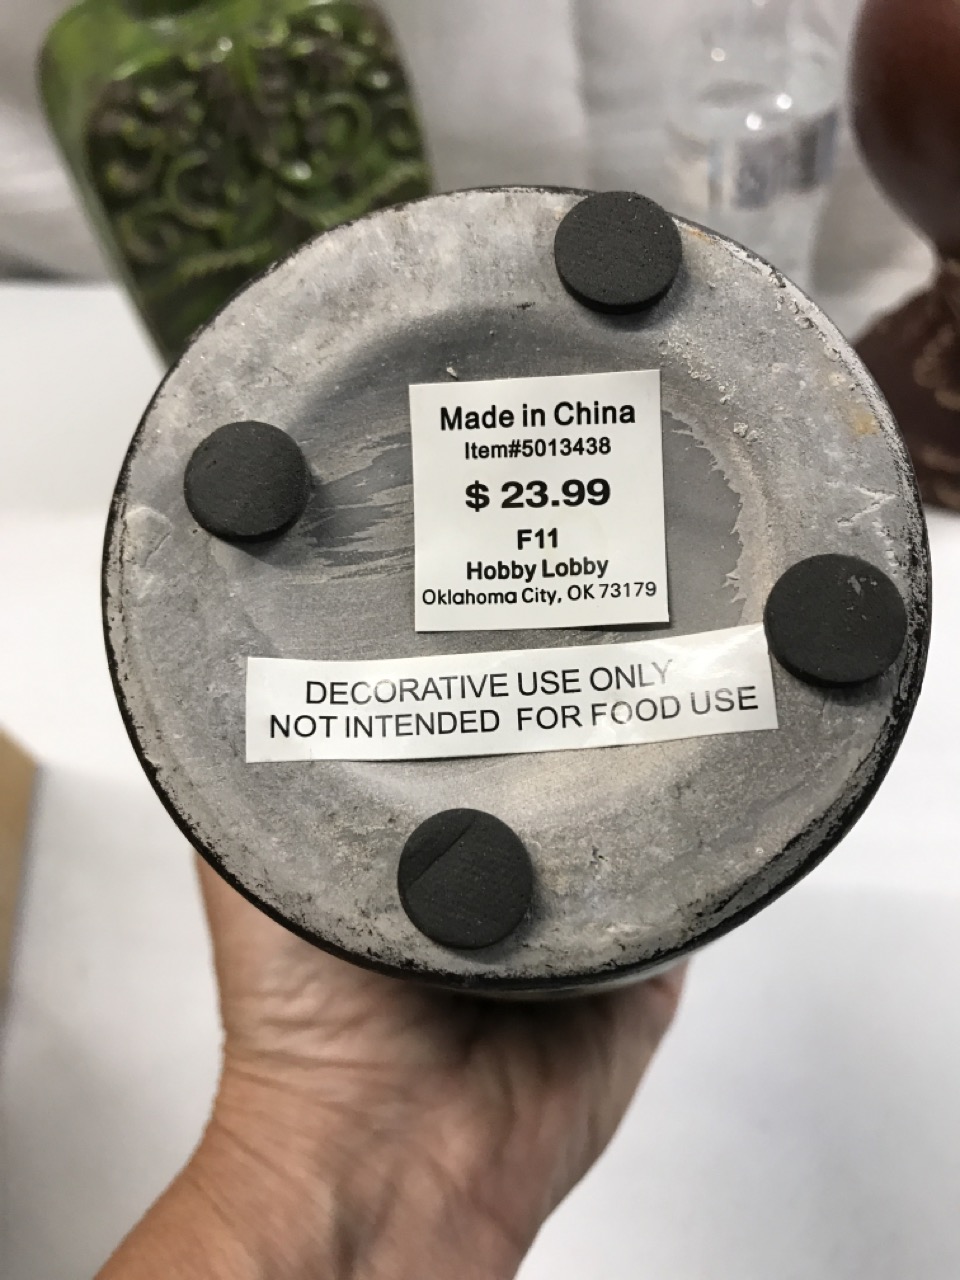 Made in China
Item#5013438
$ 23.99
F11
Hobby Lobby
Oklahoma City, OK 73179
DECORATIVE USE ONLY
NOT INTENDED FOR FOOD USE